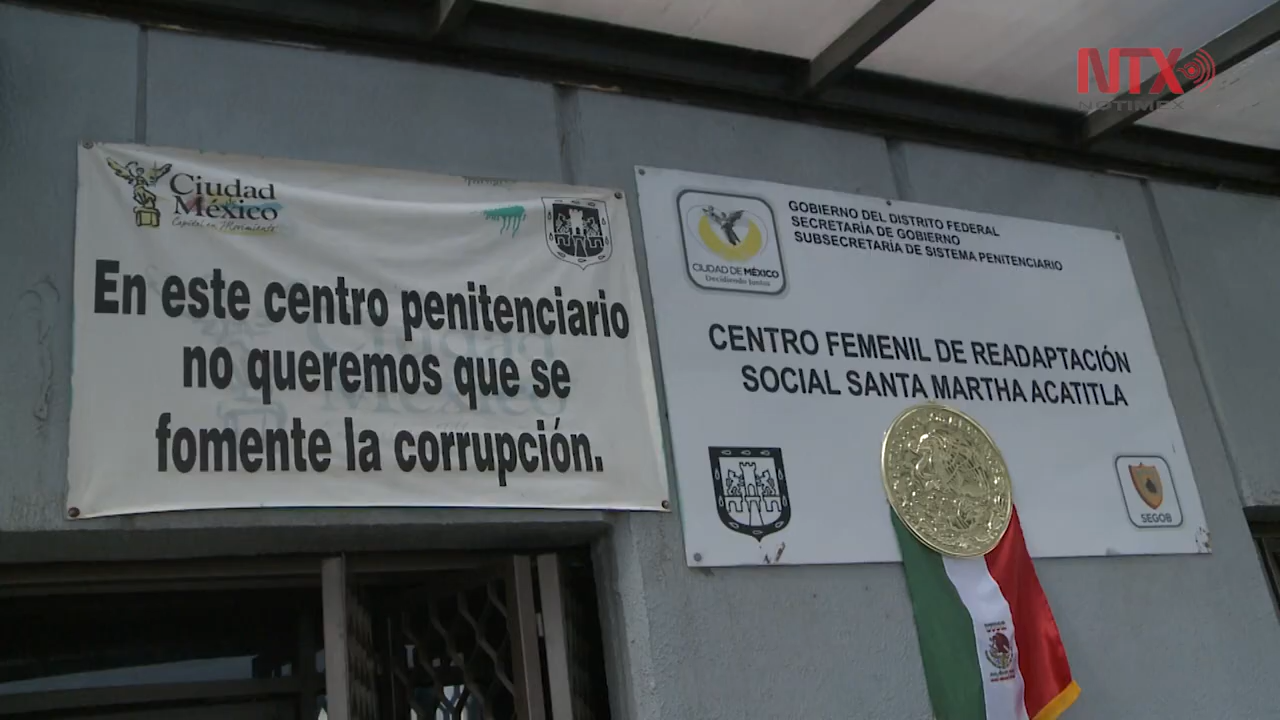 NTX
NOTIMEX
Ciudad
México
Capital en Movimiento
En este centro penitenciario
no queremos que se
fomente la corrupción.
GOBIERNO DEL DISTRITO FEDERAL
SECRETARÍA DE GOBIERNO
SUBSECRETARÍA DE SISTEMA PENITENCIARIO
CIUDAD DE MÉXICO
Decidiendo Juntos
CENTRO FEMENIL DE READAPTACIÓN
SOCIAL SANTA MARTHA ACATITLA
SEGOB